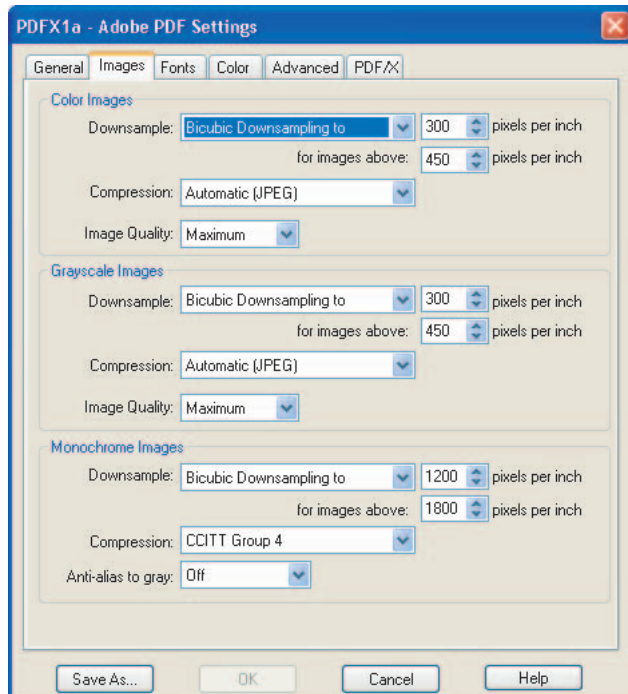 PDFX1a - Adobe PDF Settings
General Images Fonts Color Advanced PDF/X
Color Images
Downsample: Bicubic Downsampling to 300 pixels per inch
for images above: 450 pixels per inch
Compression: Automatic (JPEG)
Image Quality: Maximum
Grayscale Images
Downsample: Bicubic Downsampling to 300 pixels per inch
for images above: 450 pixels per inch
Compression: Automatic (JPEG)
Image Quality: Maximum
Monochrome Images
Downsample: Bicubic Downsampling to 1200 pixels per inch
for images above: 1800 pixels per inch
Compression: CCITT Group 4
Anti-alias to gray: Off
Save As... OK Cancel Help